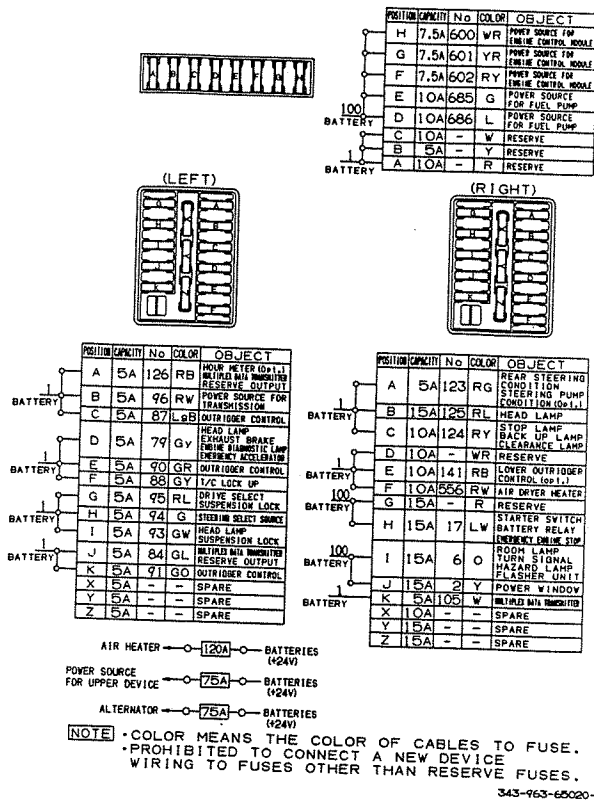 POSITION CAPACITY No COLOR OBJECT
H 7.5A 600 WR POWER SOURCE FOR ENGINE CONTROL MODULE
G 7.5A 601 YR POWER SOURCE FOR ENGINE CONTROL MODULE
F 7.5A 602 RY POWER SOURCE FOR ENGINE CONTROL MODULE
E 10A 685 G POWER SOURCE FOR FUEL PUMP
D 10A 686 L POWER SOURCE FOR FUEL PUMP
C 10A - W RESERVE
B 5A - Y RESERVE
A 10A - R RESERVE
100
BATTERY
1
BATTERY
A B C D E F G H
(LEFT)
G A
H B
I C
J D
K E
F
POSITION CAPACITY No COLOR OBJECT
A 5A 126 RB HOUR METER (Opt.) MULTIPLEX DATA TRANSMITTER RESERVE OUTPUT
B 5A 96 RW POWER SOURCE FOR TRANSMISSION
C 5A 87 LgB OUTRIGGER CONTROL
D 5A 79 Gy HEAD LAMP EXHAUST BRAKE ENGINE DIAGNOSTIC LAMP EMERGENCY ACCELERATOR
E 5A 90 GR OUTRIGGER CONTROL
F 5A 88 GY T/C LOCK UP
G 5A 95 RL DRIVE SELECT SUSPENSION LOCK
H 5A 94 G STEERING SELECT SOURCE
I 5A 93 GW HEAD LAMP SUSPENSION LOCK
J 5A 84 GL MULTIPLEX DATA TRANSMITTER RESERVE OUTPUT
K 5A 91 GO OUTRIGGER CONTROL
X 5A - - SPARE
Y 5A - - SPARE
Z 5A - - SPARE
1
BATTERY
1
BATTERY
1
BATTERY
1
BATTERY
(RIGHT)
G A
H B
I C
J D
K E
F
POSITION CAPACITY No COLOR OBJECT
A 5A 123 RG REAR STEERING CONDITION STEERING PUMP CONDITION (Opt.)
B 15A 125 RL HEAD LAMP
C 10A 124 RY STOP LAMP BACK UP LAMP CLEARANCE LAMP
D 10A - WR RESERVE
E 10A 141 RB LOWER OUTRIGGER CONTROL (opt.)
F 10A 556 RW AIR DRYER HEATER
G 15A - R RESERVE
H 15A 17 LW STARTER SWITCH BATTERY RELAY EMERGENCY ENGINE STOP
I 15A 6 O ROOM LAMP TURN SIGNAL HAZARD LAMP FLASHER UNIT
J 15A 2 Y POWER WINDOW
K 5A 105 W MULTIPLEX DATA TRANSMITTER
X 10A - - SPARE
Y 15A - - SPARE
Z 15A - - SPARE
1
BATTERY
1
BATTERY
100
BATTERY
100
BATTERY
1
BATTERY
AIR HEATER 120A BATTERIES (+24V)
POWER SOURCE FOR UPPER DEVICE 75A BATTERIES (+24V)
ALTERNATOR 75A BATTERIES (+24V)
NOTE ・COLOR MEANS THE COLOR OF CABLES TO FUSE.
・PROHIBITED TO CONNECT A NEW DEVICE
WIRING TO FUSES OTHER THAN RESERVE FUSES.
343-963-65020-